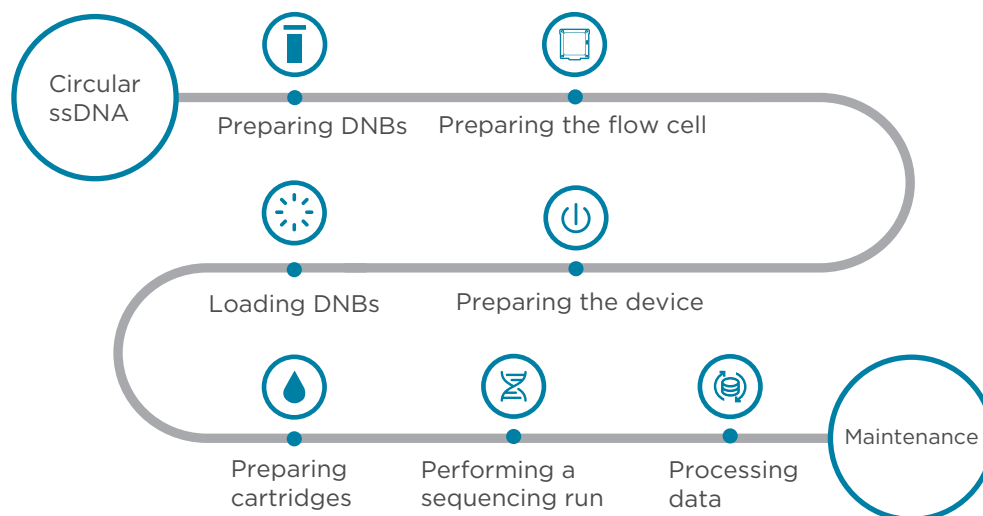 Circular
ssDNA
Preparing DNBs
Preparing the flow cell
Loading DNBs
Preparing the device
Preparing
cartridges
Performing a
sequencing run
Processing
data
Maintenance